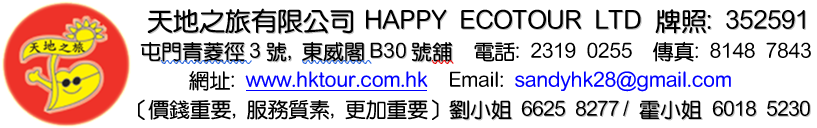 天地之旅
天地之旅有限公司 HAPPY ECOTOUR LTD 牌照: 352591
屯門青菱徑 3 號, 東威閣 B30 號鋪 電話: 2319 0255 傳真: 8148 7843
網址: www.hktour.com.hk Email: sandyhk28@gmail.com
〔價錢重要, 服務質素, 更加重要〕劉小姐 6625 8277 / 霍小姐 6018 5230